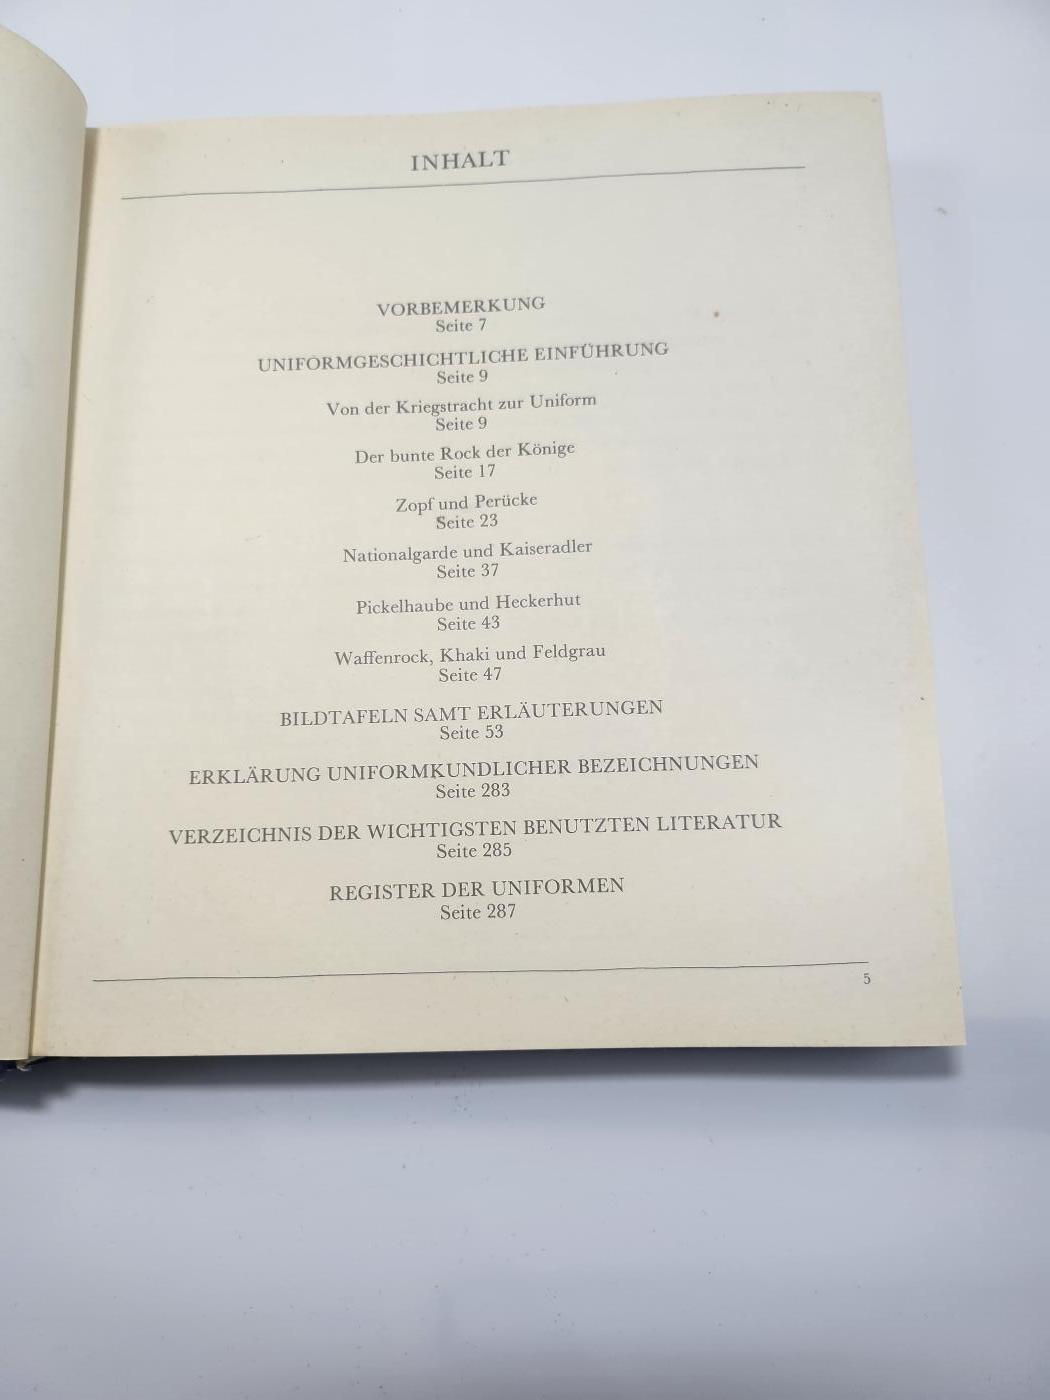 INHALT
VORBEMERKUNG
Seite 7
UNIFORMGESCHICHTLICHE EINFÜHRUNG
Seite 9
Von der Kriegstracht zur Uniform
Seite 9
Der bunte Rock der Könige
Seite 17
Zopf und Perücke
Seite 23
Nationalgarde und Kaiseradler
Seite 37
Pickelhaube und Heckerhut
Seite 43
Waffenrock, Khaki und Feldgrau
Seite 47
BILDTAFELN SAMT ERLÄUTERUNGEN
Seite 53
ERKLÄRUNG UNIFORMKUNDLICHER BEZEICHNUNGEN
Seite 283
VERZEICHNIS DER WICHTIGSTEN BENUTZTEN LITERATUR
Seite 285
REGISTER DER UNIFORMEN
Seite 287
5